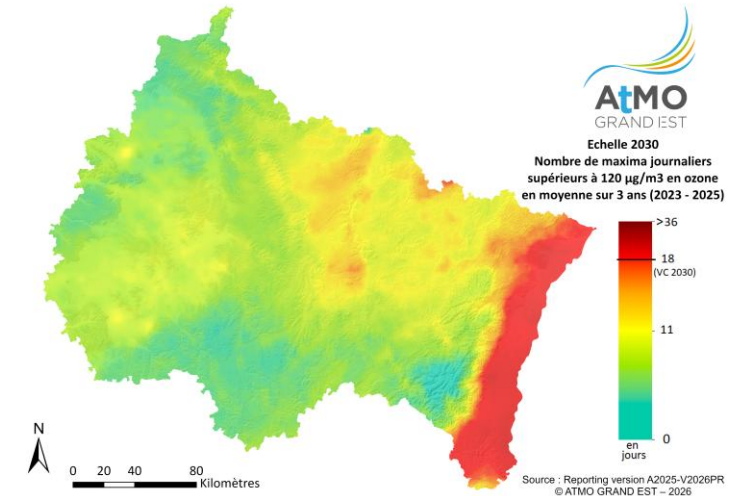 AtMO
GRAND EST
Echelle 2030
Nombre de maxima journaliers
supérieurs à 120 µg/m3 en ozone
en moyenne sur 3 ans (2023 - 2025)
>36
18
(VC 2030)
11
0
en
jours
N
0 20 40 80
Kilomètres
Source : Reporting version A2025-V2026PR
© ATMO GRAND EST – 2026